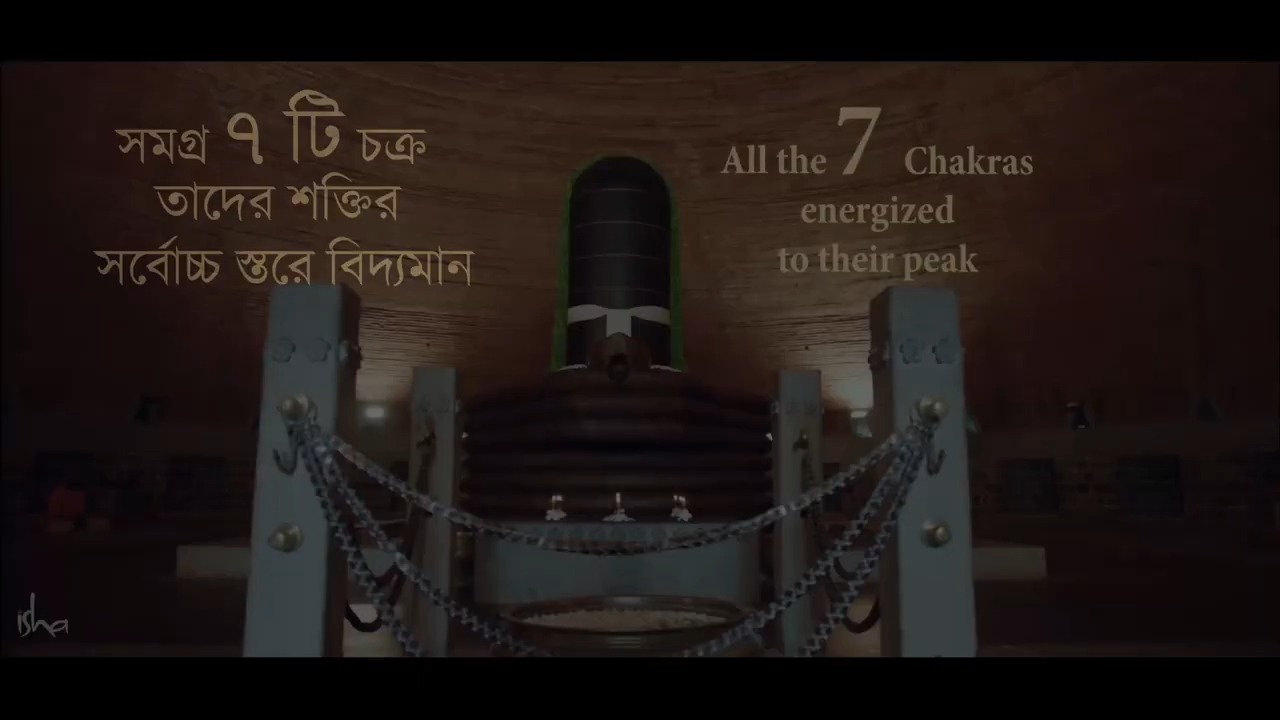 সমগ্র ৭ টি চক্র
তাদের শক্তির
সর্বোচ্চ স্তরে বিদ্যমান
All the 7 Chakras
energized
to their peak
isha